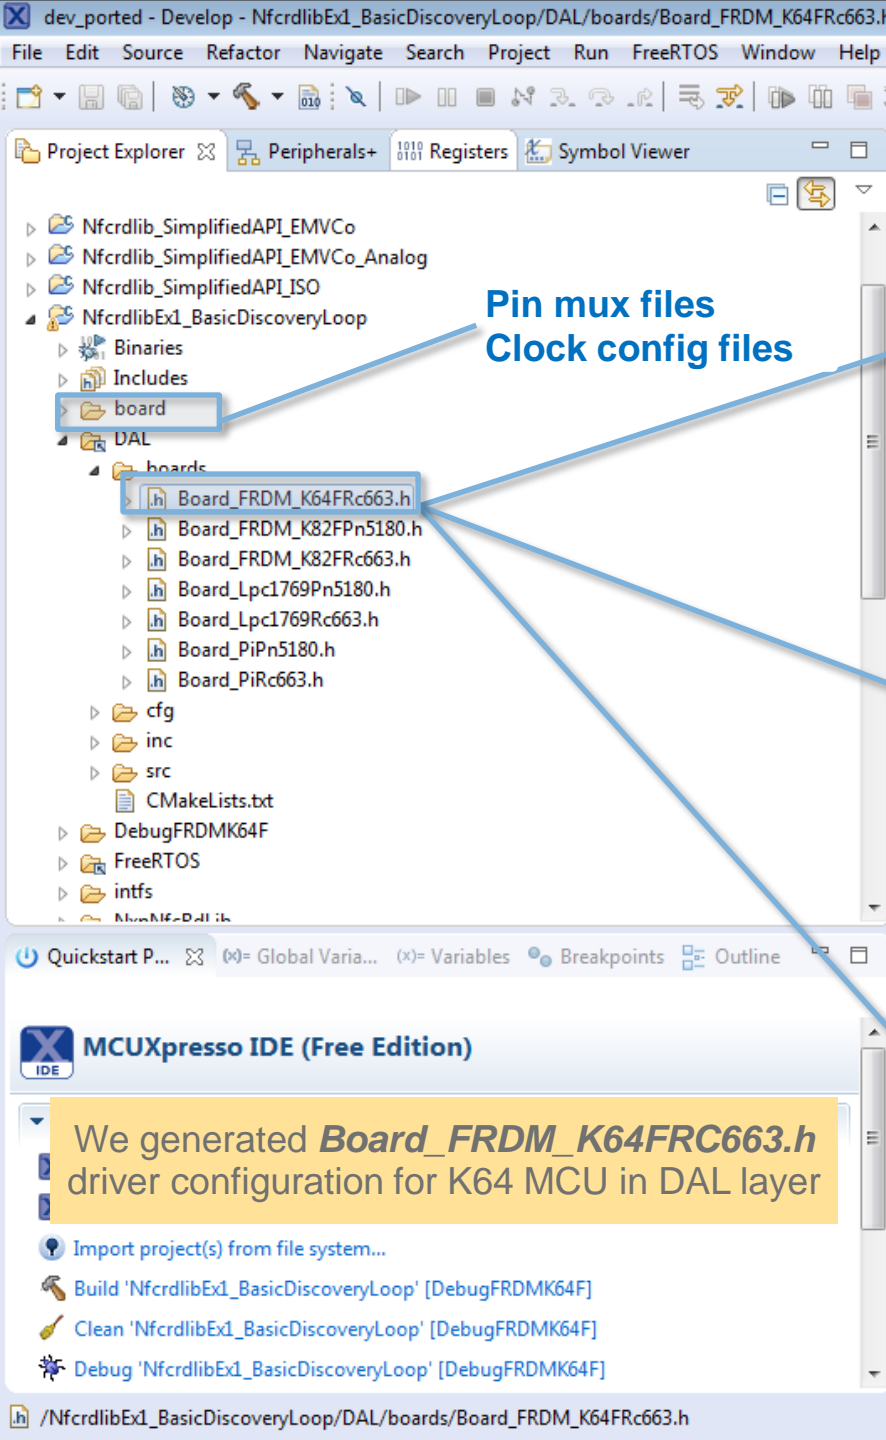 dev_ported - Develop - NfcrdlibEx1_BasicDiscoveryLoop/DAL/boards/Board_FRDM_K64FRc663.h
File Edit Source Refactor Navigate Search Project Run FreeRTOS Window Help
Project Explorer Peripherals+ Registers Symbol Viewer
Nfcrdlib_SimplifiedAPI_EMVCo
Nfcrdlib_SimplifiedAPI_EMVCo_Analog
Nfcrdlib_SimplifiedAPI_ISO
NfcrdlibEx1_BasicDiscoveryLoop
Pin mux files
Clock config files
Binaries
Includes
board
DAL
boards
Board_FRDM_K64FRc663.h
Board_FRDM_K82FPn5180.h
Board_FRDM_K82FRc663.h
Board_Lpc1769Pn5180.h
Board_Lpc1769Rc663.h
Board_PiPn5180.h
Board_PiRc663.h
cfg
inc
src
CMakeLists.txt
DebugFRDMK64F
FreeRTOS
intfs
NxpNfcRdLib
Quickstart P... (x)= Global Varia... (x)= Variables Breakpoints Outline
IDE
MCUXpresso IDE (Free Edition)
We generated Board_FRDM_K64FRC663.h
driver configuration for K64 MCU in DAL layer
Import project(s) from file system...
Build 'NfcrdlibEx1_BasicDiscoveryLoop' [DebugFRDMK64F]
Clean 'NfcrdlibEx1_BasicDiscoveryLoop' [DebugFRDMK64F]
Debug 'NfcrdlibEx1_BasicDiscoveryLoop' [DebugFRDMK64F]
/NfcrdlibEx1_BasicDiscoveryLoop/DAL/boards/Board_FRDM_K64FRc663.h